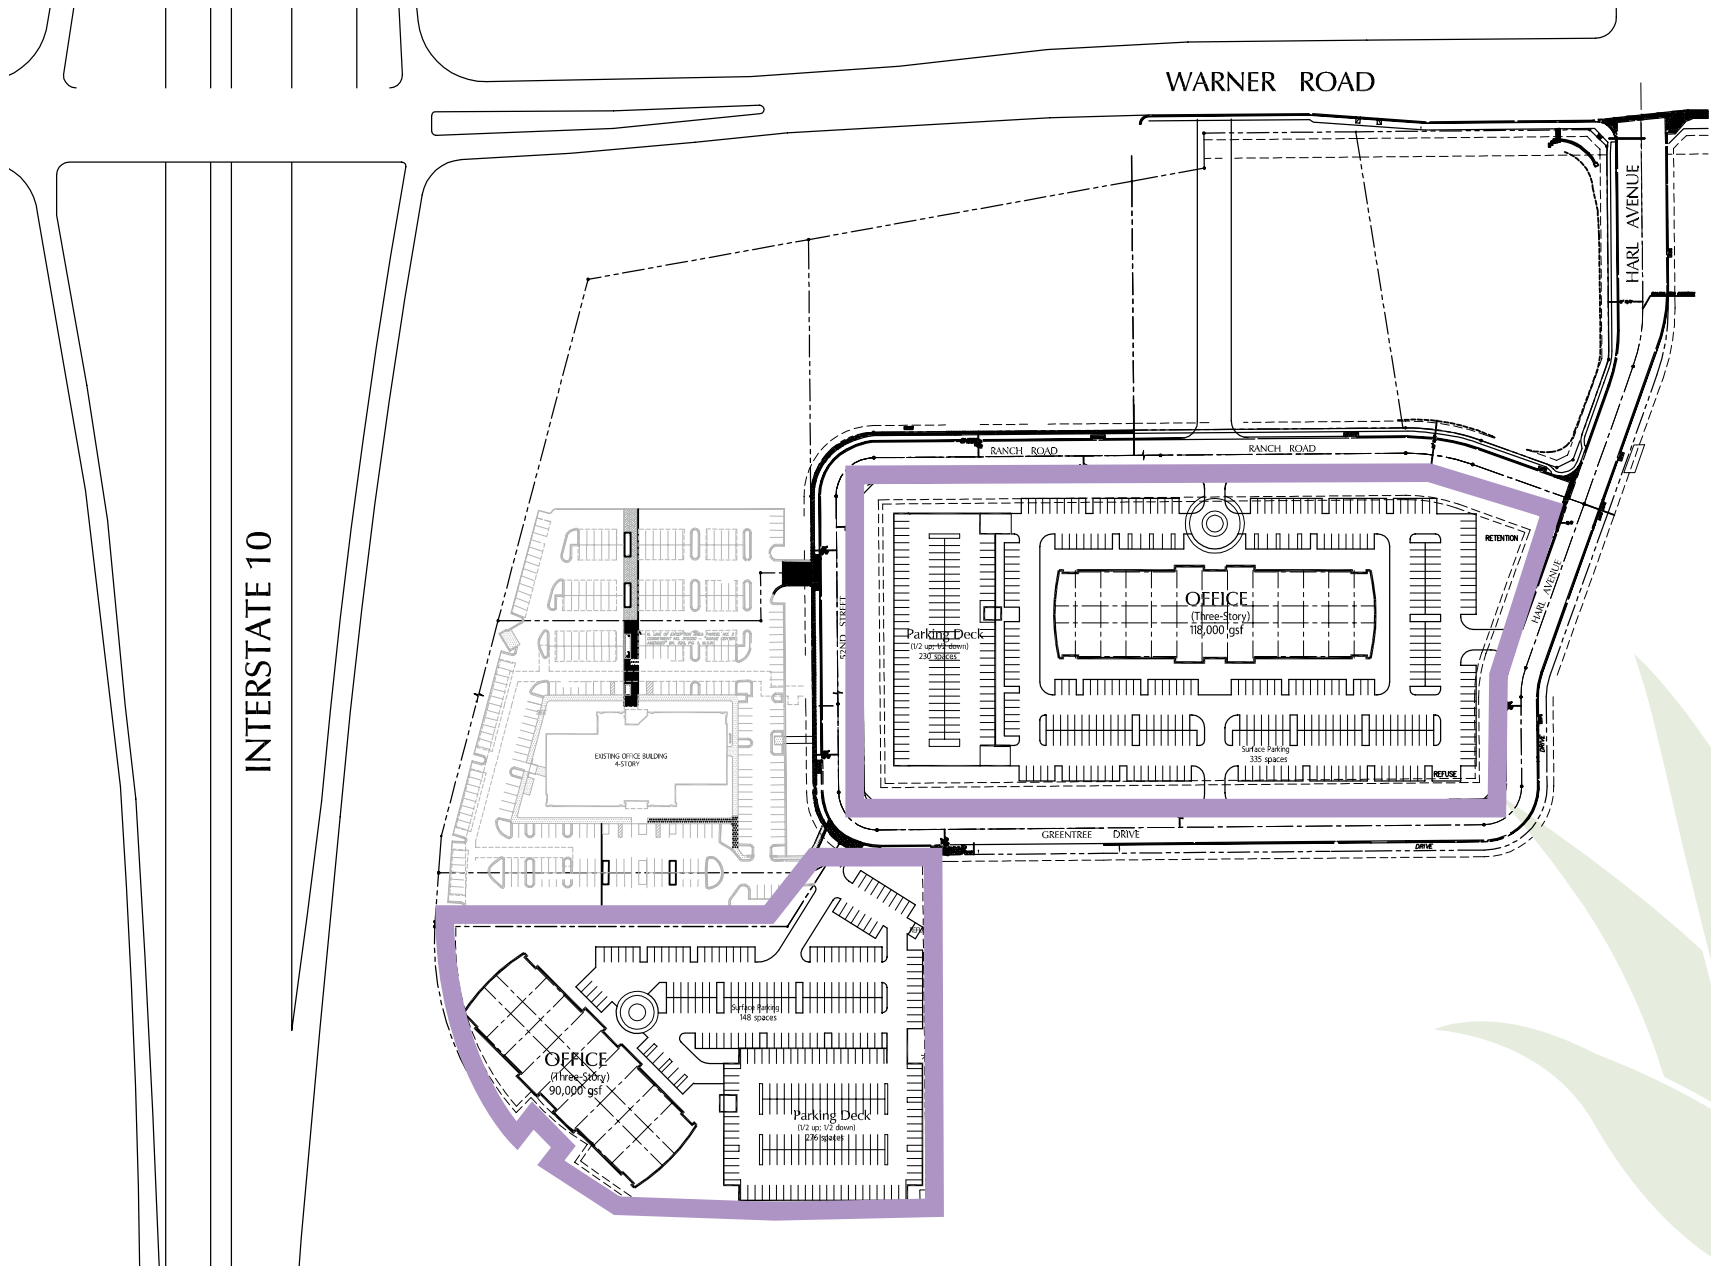 WARNER ROAD
HARL AVENUE
RANCH ROAD
RANCH ROAD
INTERSTATE 10
RETENTION
52ND STREET
HARL AVENUE
OFFICE
(Three-Story)
118,000 gsf
Parking Deck
(1/2 up; 1/2 down)
230 spaces
EXISTING OFFICE BUILDING
4-STORY
Surface Parking
335 spaces
REFUSE
DRIVE
GREENTREE DRIVE
DRIVE
Surface Parking
148 spaces
OFFICE
(Three-Story)
90,000 gsf
Parking Deck
(1/2 up; 1/2 down)
276 spaces